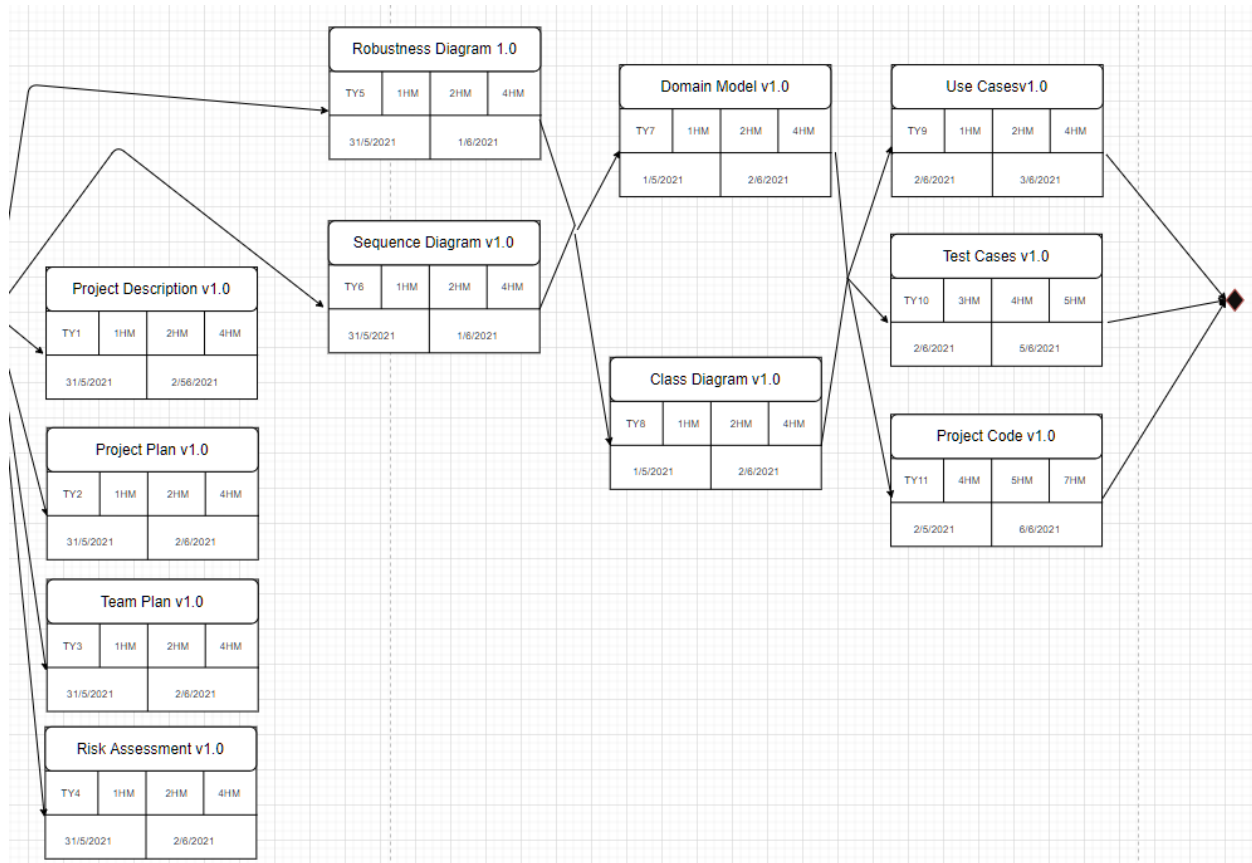 Robustness Diagram 1.0
TY5 1HM 2HM 4HM
31/5/2021 1/6/2021
Sequence Diagram v1.0
TY6 1HM 2HM 4HM
31/5/2021 1/6/2021
Project Description v1.0
TY1 1HM 2HM 4HM
31/5/2021 2/56/2021
Project Plan v1.0
TY2 1HM 2HM 4HM
31/5/2021 2/6/2021
Team Plan v1.0
TY3 1HM 2HM 4HM
31/5/2021 2/6/2021
Risk Assessment v1.0
TY4 1HM 2HM 4HM
31/5/2021 2/6/2021
Domain Model v1.0
TY7 1HM 2HM 4HM
1/5/2021 2/6/2021
Class Diagram v1.0
TY8 1HM 2HM 4HM
1/5/2021 2/6/2021
Use Casesv1.0
TY9 1HM 2HM 4HM
2/6/2021 3/6/2021
Test Cases v1.0
TY10 3HM 4HM 5HM
2/6/2021 5/6/2021
Project Code v1.0
TY11 4HM 5HM 7HM
2/5/2021 6/6/2021